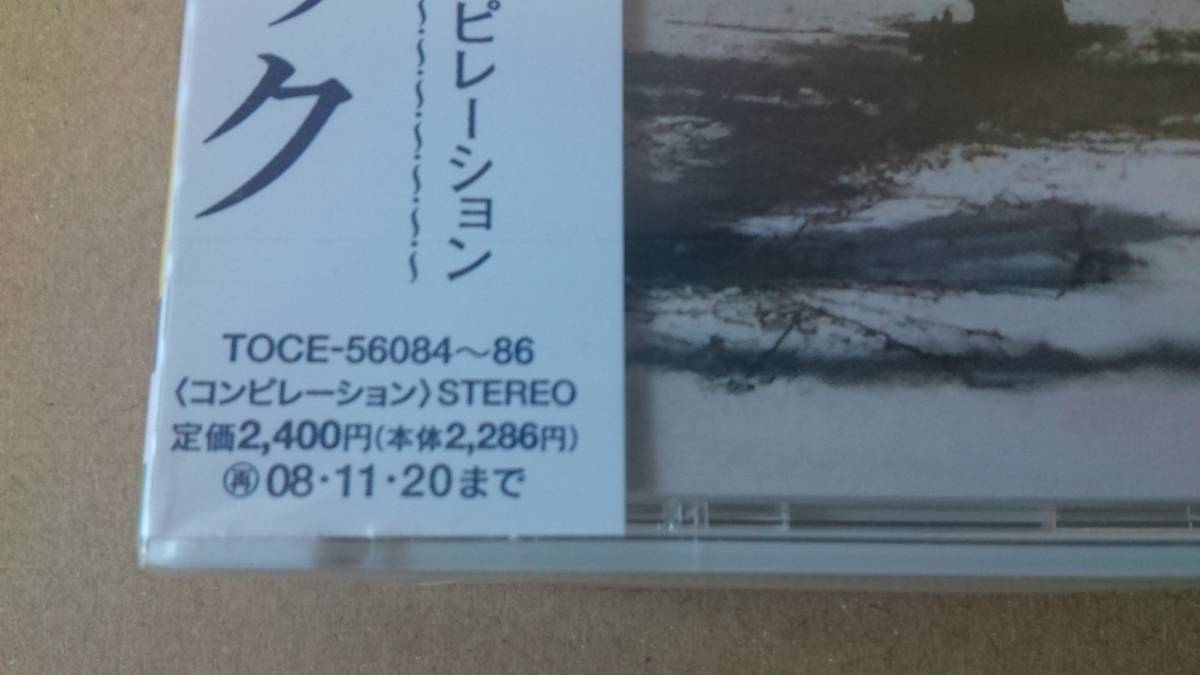 ピレーション
ク
TOCE-56084～86
〈コンピレーション〉STEREO
定価2,400円(本体2,286円)
㊢08・11・20まで